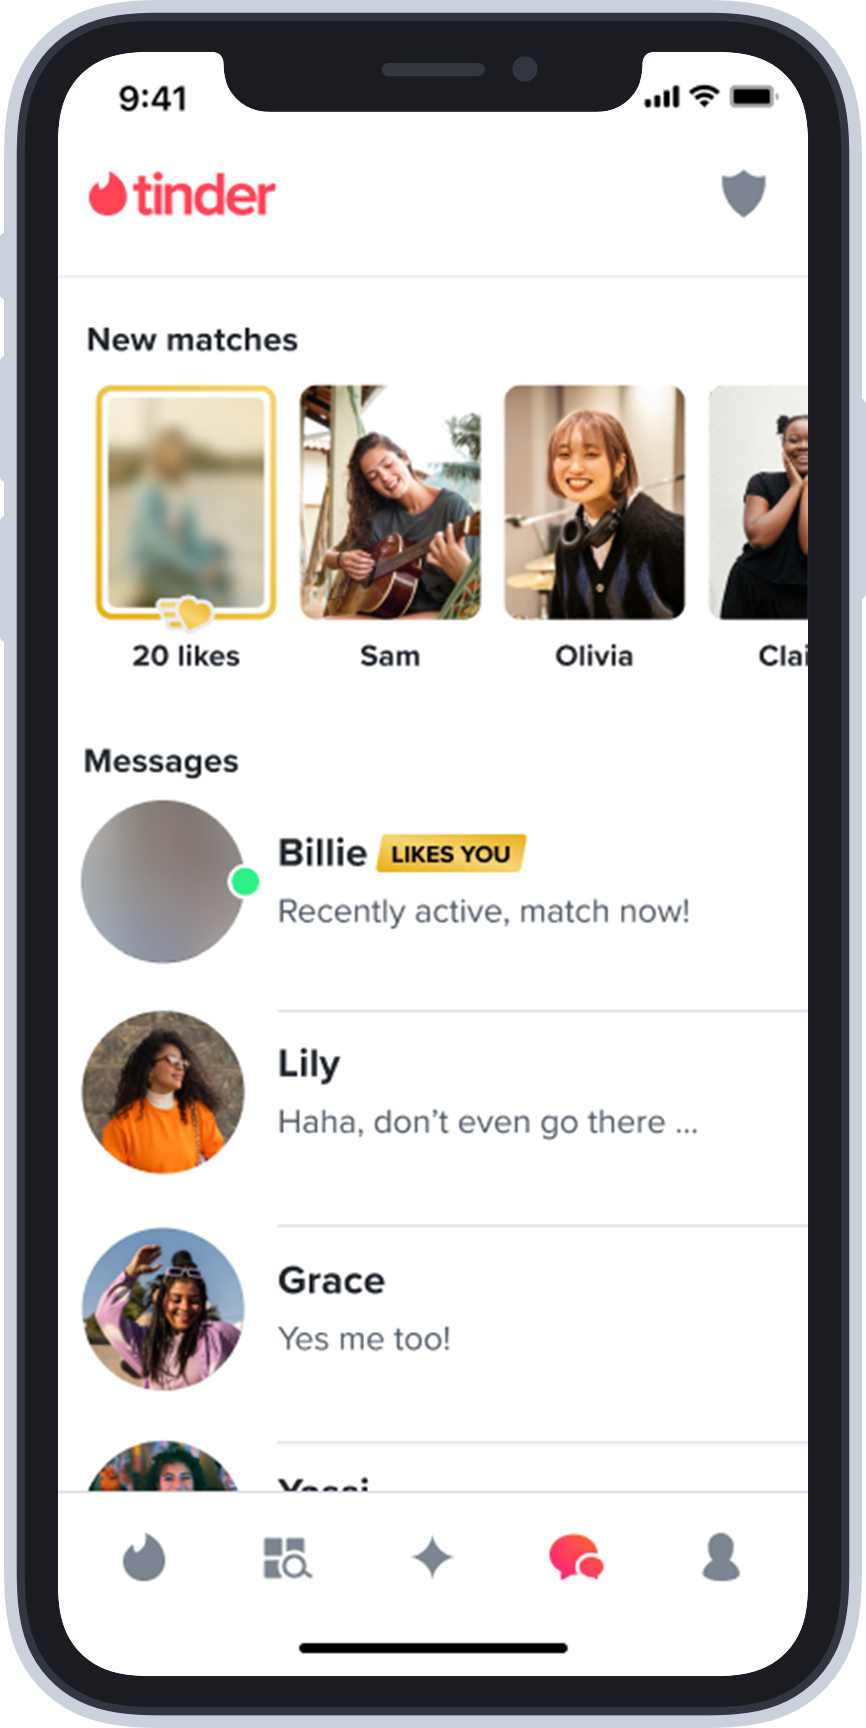 9:41
tinder
New matches
20 likes
Sam
Olivia
Clai
Messages
Billie LIKES YOU
Recently active, match now!
Lily
Haha, don’t even go there ...
Grace
Yes me too!